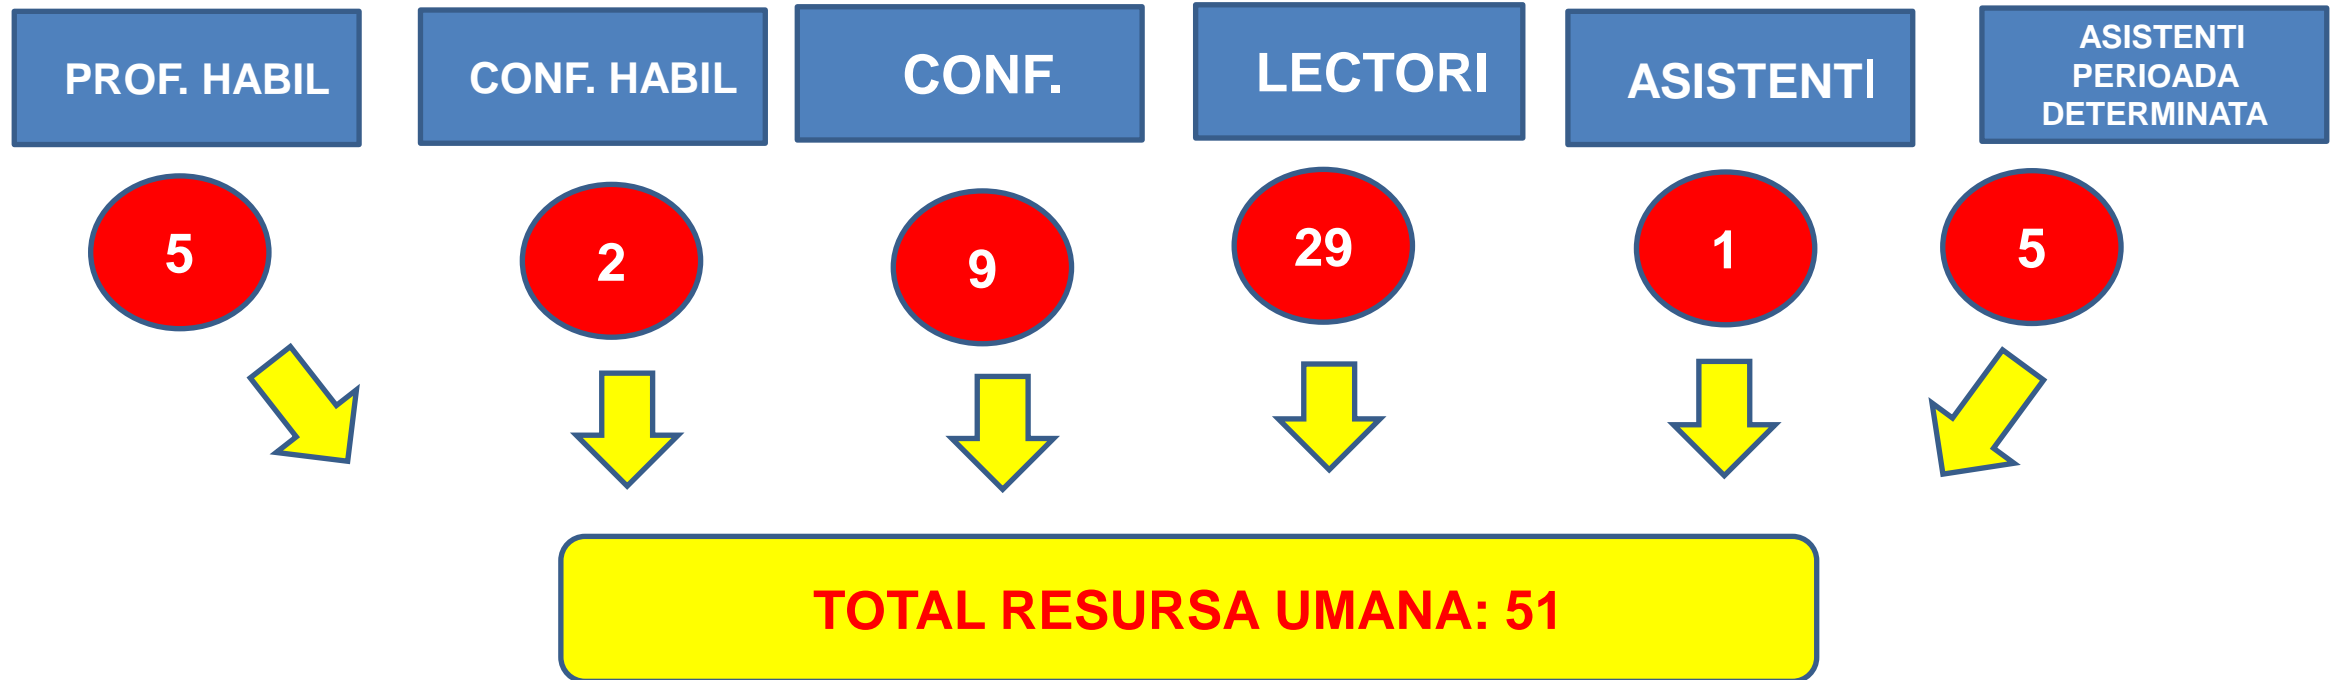 PROF. HABIL
CONF. HABIL
CONF.
LECTORI
ASISTENTI
ASISTENTI
PERIOADA
DETERMINATA
5
2
9
29
1
5
TOTAL RESURSA UMANA: 51